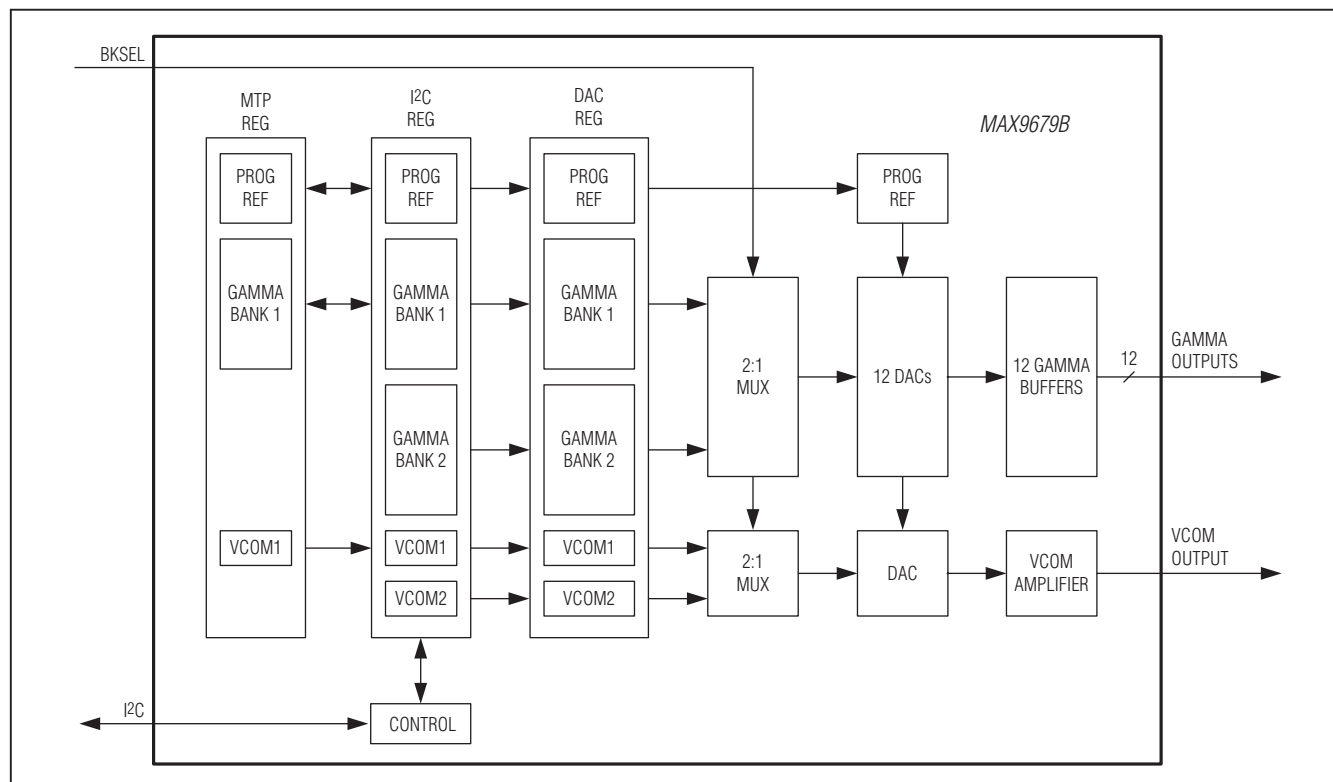 BKSEL
MTP
REG
I²C
REG
DAC
REG
MAX9679B
PROG
REF
PROG
REF
PROG
REF
PROG
REF
GAMMA
BANK 1
GAMMA
BANK 1
GAMMA
BANK 1
2:1
MUX
12 DACs
12 GAMMA
BUFFERS
12
GAMMA
OUTPUTS
GAMMA
BANK 2
GAMMA
BANK 2
VCOM1
VCOM1
VCOM1
VCOM2
VCOM2
2:1
MUX
DAC
VCOM
AMPLIFIER
VCOM
OUTPUT
I²C
CONTROL